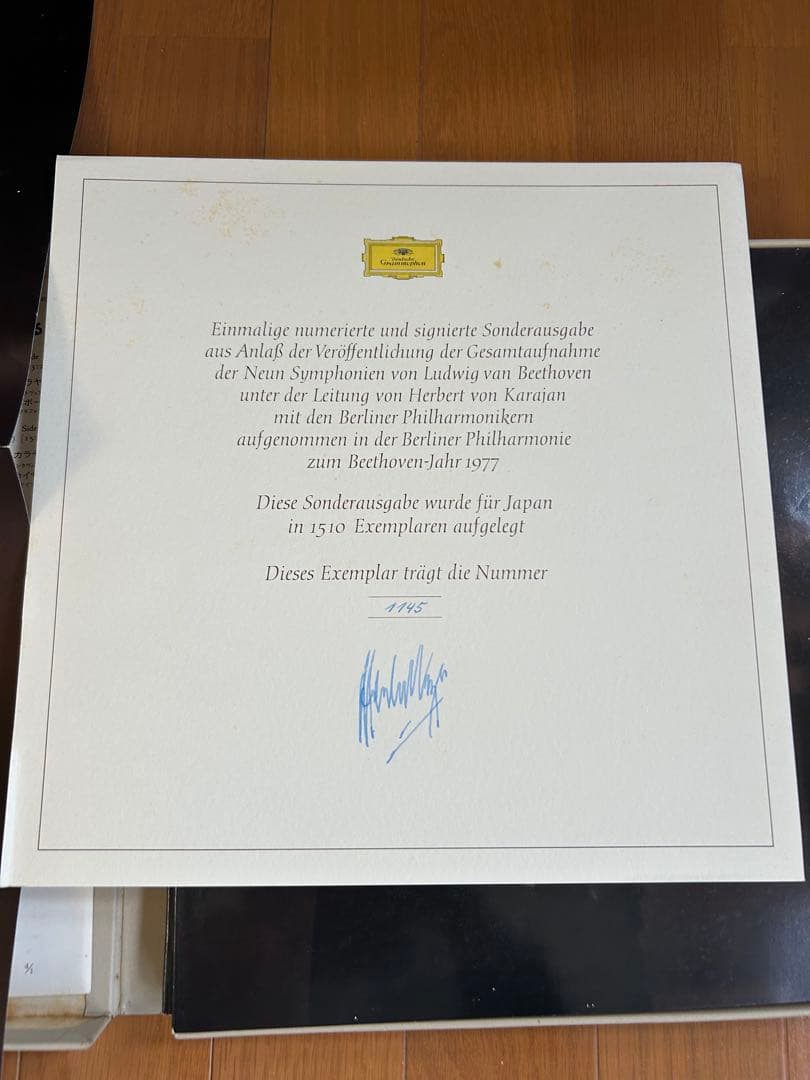 Deutsche
Grammophon
Einmalige numerierte und signierte Sonderausgabe
aus Anlaß der Veröffentlichung der Gesamtaufnahme
der Neun Symphonien von Ludwig van Beethoven
unter der Leitung von Herbert von Karajan
mit den Berliner Philharmonikern
aufgenommen in der Berliner Philharmonie
zum Beethoven-Jahr 1977
Diese Sonderausgabe wurde für Japan
in 1510 Exemplaren aufgelegt
Dieses Exemplar trägt die Nummer
1145